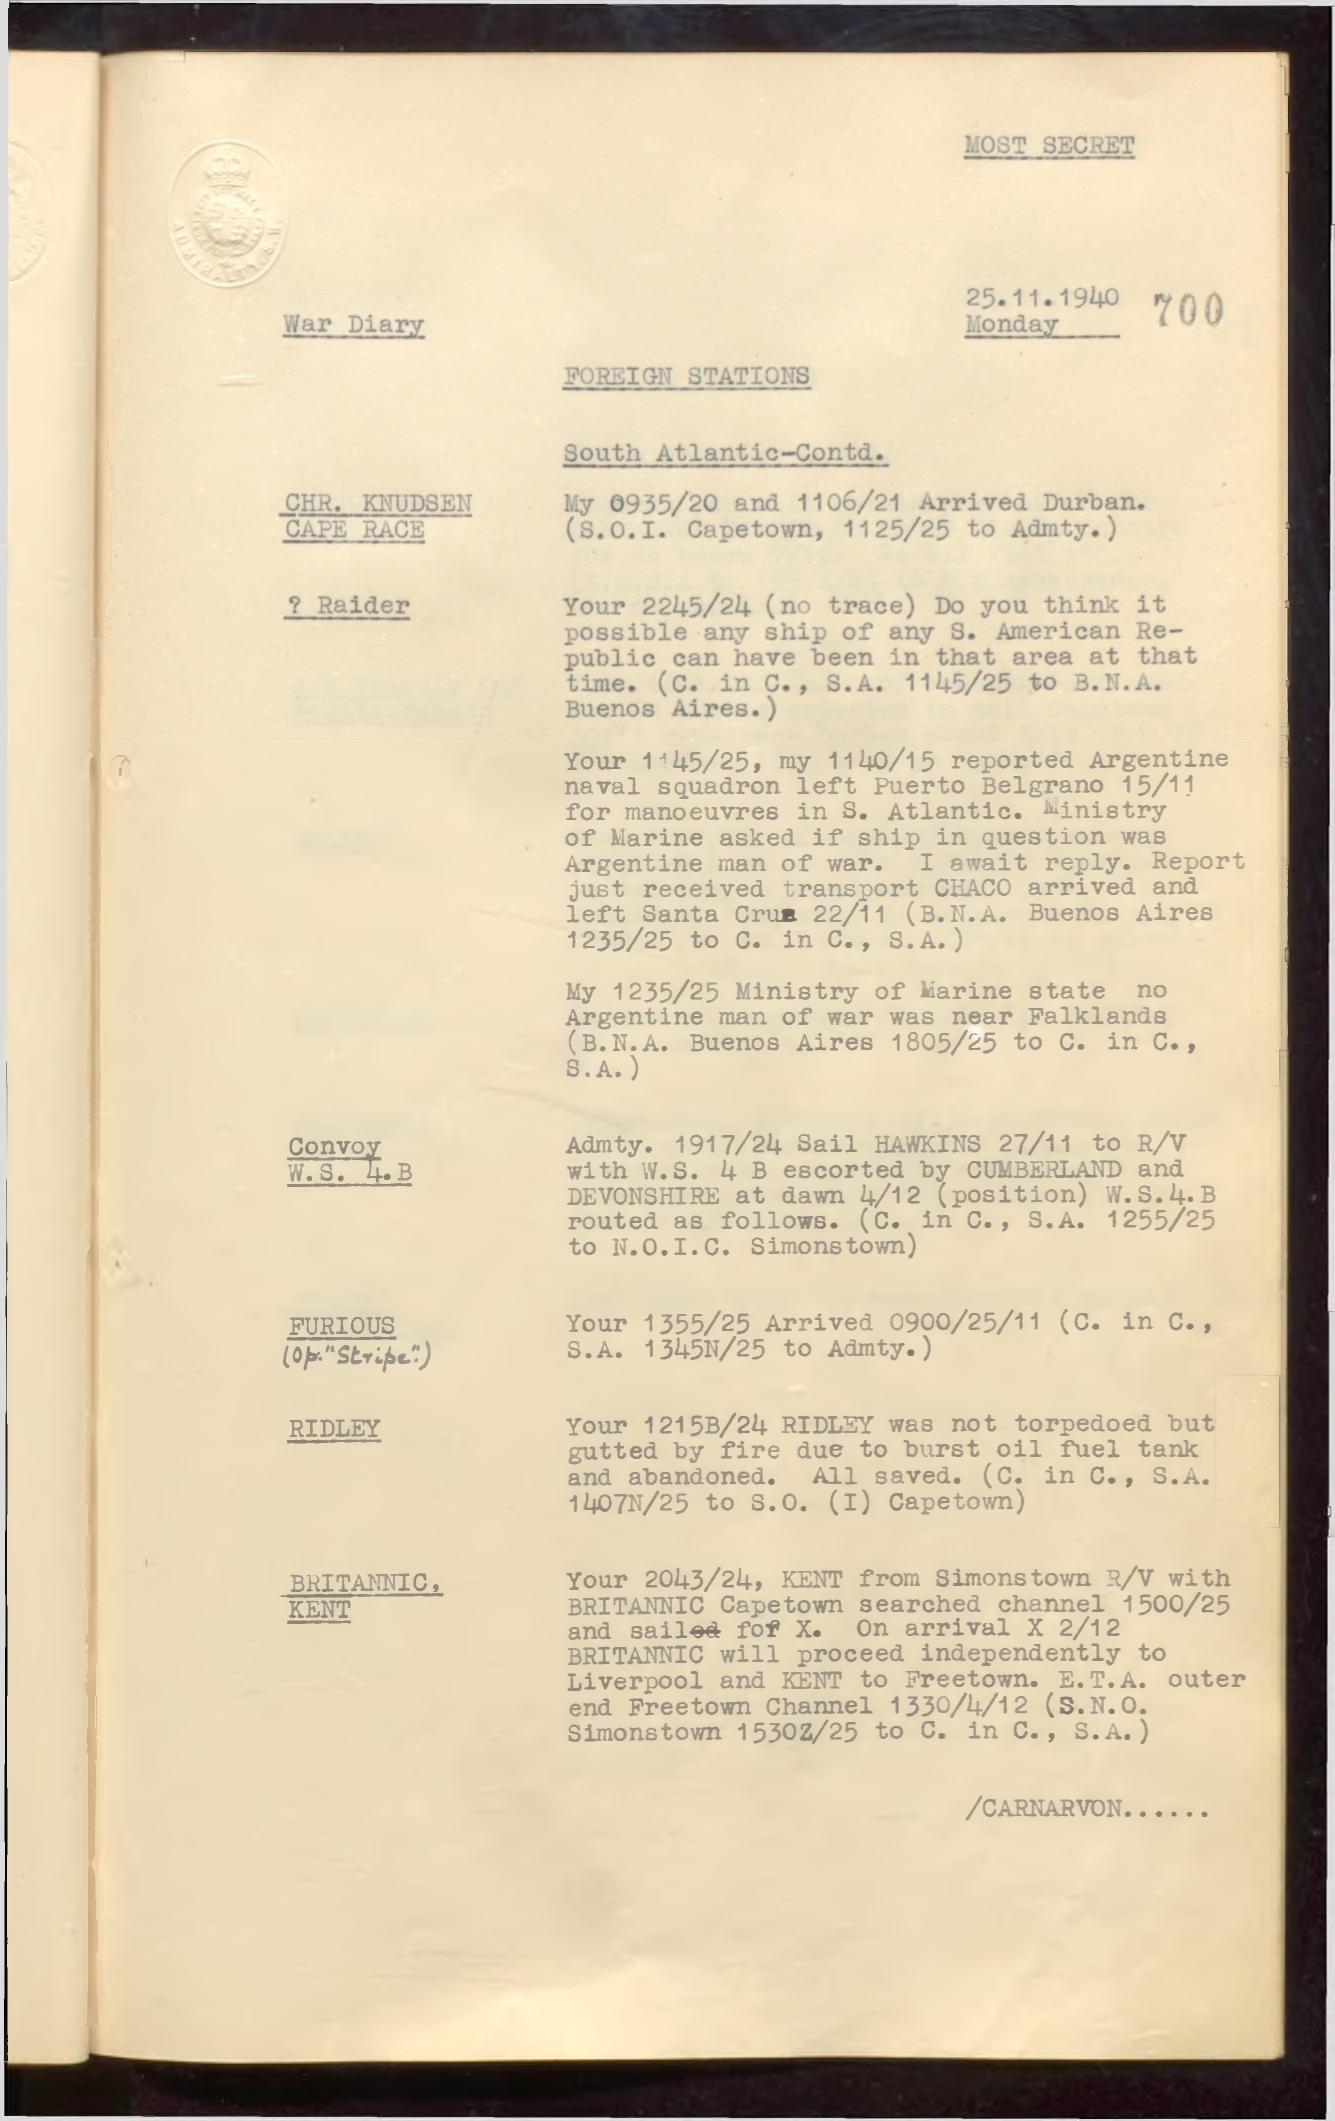 MOST SECRET
ADMIRALTY S.W.
25.11.1940
700
War Diary
Monday
FOREIGN STATIONS
South Atlantic-Contd.
CHR. KNUDSEN
CAPE RACE
My 0935/20 and 1106/21 Arrived Durban.
(S.O.I. Capetown, 1125/25 to Admty.)
? Raider
Your 2245/24 (no trace) Do you think it
possible any ship of any S. American Re-
public can have been in that area at that
time. (C. in C., S.A. 1145/25 to B.N.A.
Buenos Aires.)
Your 1145/25, my 1140/15 reported Argentine
naval squadron left Puerto Belgrano 15/11
for manoeuvres in S. Atlantic. Ministry
of Marine asked if ship in question was
Argentine man of war. I await reply. Report
just received transport CHACO arrived and
left Santa Cruz 22/11 (B.N.A. Buenos Aires
1235/25 to C. in C., S.A.)
My 1235/25 Ministry of Marine state no
Argentine man of war was near Falklands
(B.N.A. Buenos Aires 1805/25 to C. in C.,
S.A.)
Convoy
W.S. 4.B
Admty. 1917/24 Sail HAWKINS 27/11 to R/V
with W.S. 4 B escorted by CUMBERLAND and
DEVONSHIRE at dawn 4/12 (position) W.S.4.B
routed as follows. (C. in C., S.A. 1255/25
to N.O.I.C. Simonstown)
FURIOUS
(Op."Stripe".)
Your 1355/25 Arrived 0900/25/11 (C. in C.,
S.A. 1345N/25 to Admty.)
RIDLEY
Your 1215B/24 RIDLEY was not torpedoed but
gutted by fire due to burst oil fuel tank
and abandoned. All saved. (C. in C., S.A.
1407N/25 to S.O. (I) Capetown)
BRITANNIC,
KENT
Your 2043/24, KENT from Simonstown R/V with
BRITANNIC Capetown searched channel 1500/25
and sailed for X. On arrival X 2/12
BRITANNIC will proceed independently to
Liverpool and KENT to Freetown. E.T.A. outer
end Freetown Channel 1330/4/12 (S.N.O.
Simonstown 1530Z/25 to C. in C., S.A.)
/CARNARVON......